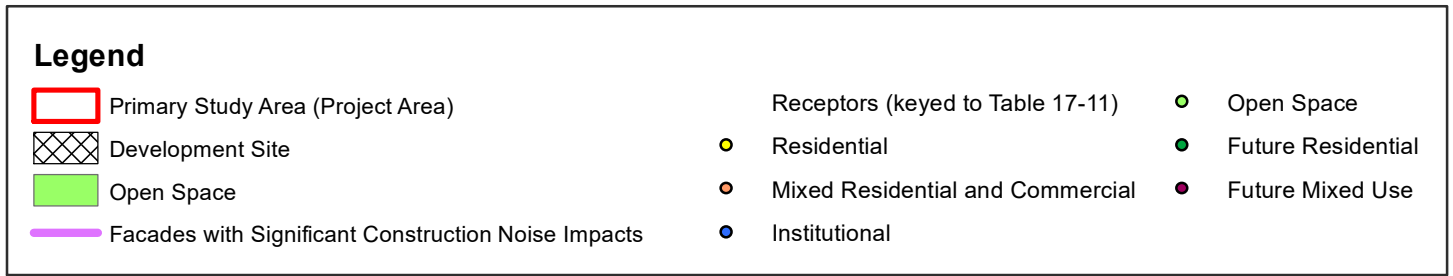 Legend
Primary Study Area (Project Area)
Development Site
Open Space
Facades with Significant Construction Noise Impacts
Receptors (keyed to Table 17-11)
Residential
Mixed Residential and Commercial
Institutional
Open Space
Future Residential
Future Mixed Use